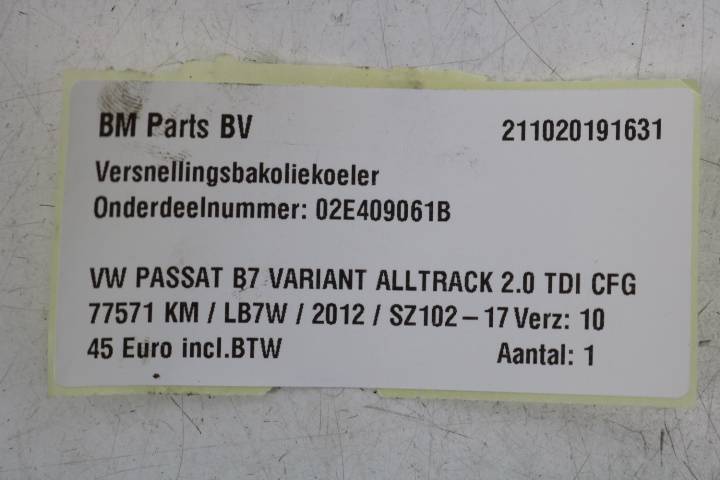 BM Parts BV 211020191631
Versnellingsbakoliekoeler
Onderdeelnummer: 02E409061B
VW PASSAT B7 VARIANT ALLTRACK 2.0 TDI CFG
77571 KM / LB7W / 2012 / SZ102-17 Verz: 10
45 Euro incl.BTW Aantal: 1